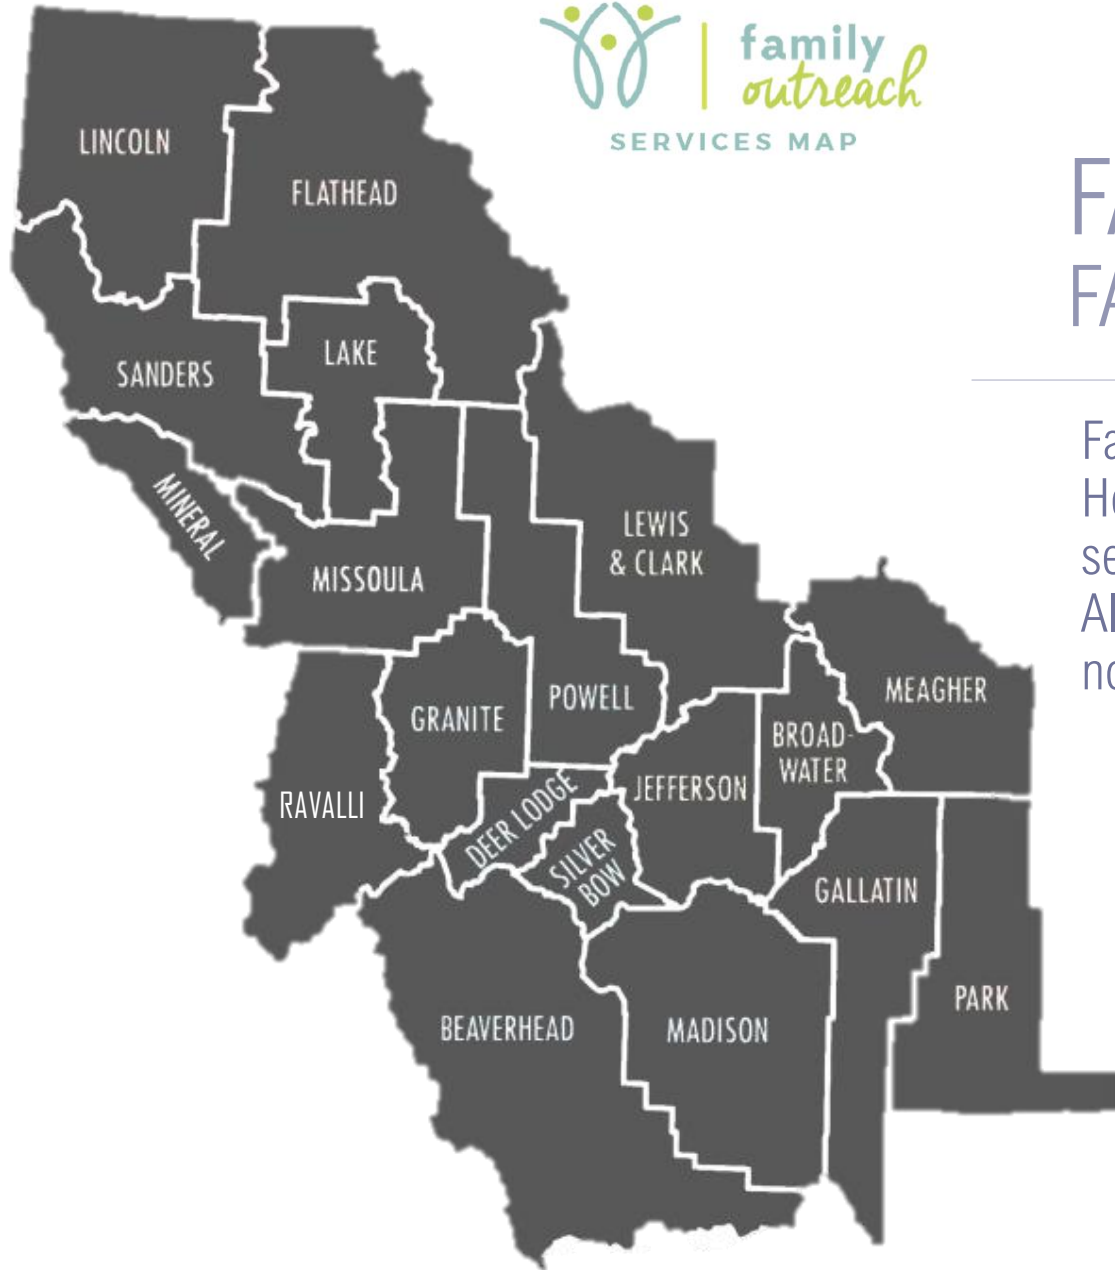 family
outreach
SERVICES MAP
LINCOLN
FLATHEAD
LAKE
SANDERS
MINERAL
MISSOULA
LEWIS
& CLARK
MEAGHER
POWELL
GRANITE
BROAD-
WATER
JEFFERSON
RAVALLI
DEER LODGE
SILVER
BOW
GALLATIN
PARK
BEAVERHEAD
MADISON